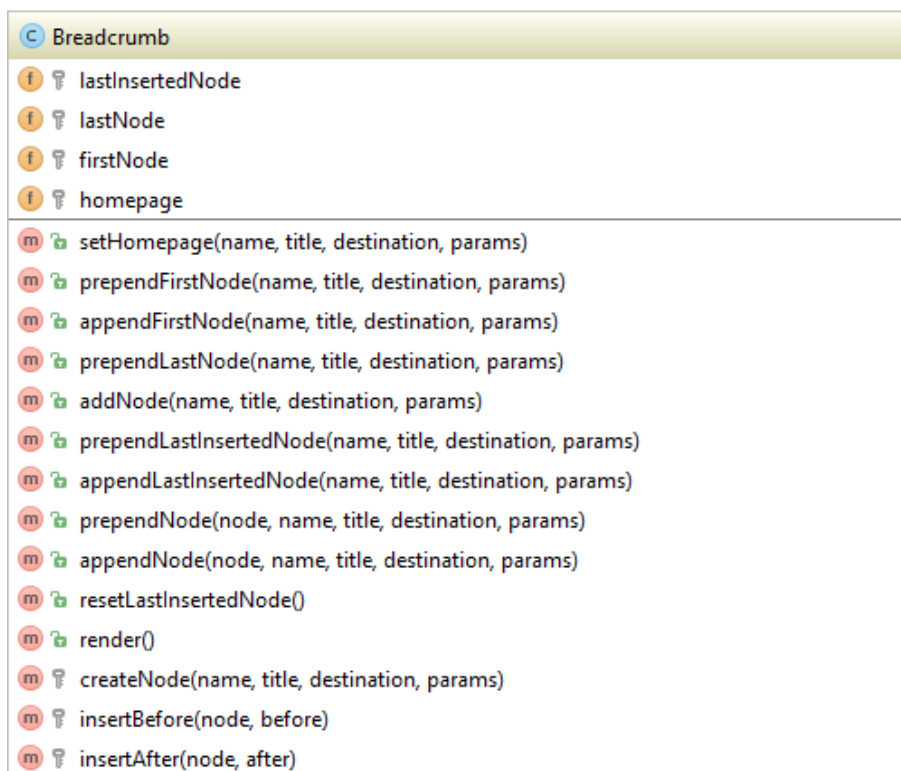 C Breadcrumb
f lastInsertedNode
f lastNode
f firstNode
f homepage
m setHomepage(name, title, destination, params)
m prependFirstNode(name, title, destination, params)
m appendFirstNode(name, title, destination, params)
m prependLastNode(name, title, destination, params)
m addNode(name, title, destination, params)
m prependLastInsertedNode(name, title, destination, params)
m appendLastInsertedNode(name, title, destination, params)
m prependNode(node, name, title, destination, params)
m appendNode(node, name, title, destination, params)
m resetLastInsertedNode()
m render()
m createNode(name, title, destination, params)
m insertBefore(node, before)
m insertAfter(node, after)